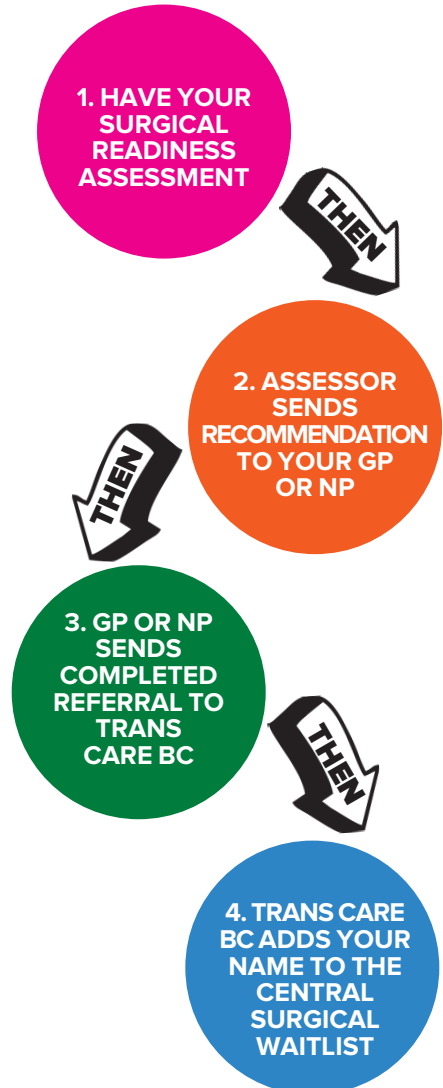 1. HAVE YOUR
SURGICAL
READINESS
ASSESSMENT
THEN
2. ASSESSOR
SENDS
RECOMMENDATION
TO YOUR GP
OR NP
THEN
3. GP OR NP
SENDS
COMPLETED
REFERRAL TO
TRANS
CARE BC
THEN
4. TRANS CARE
BC ADDS YOUR
NAME TO THE
CENTRAL
SURGICAL
WAITLIST